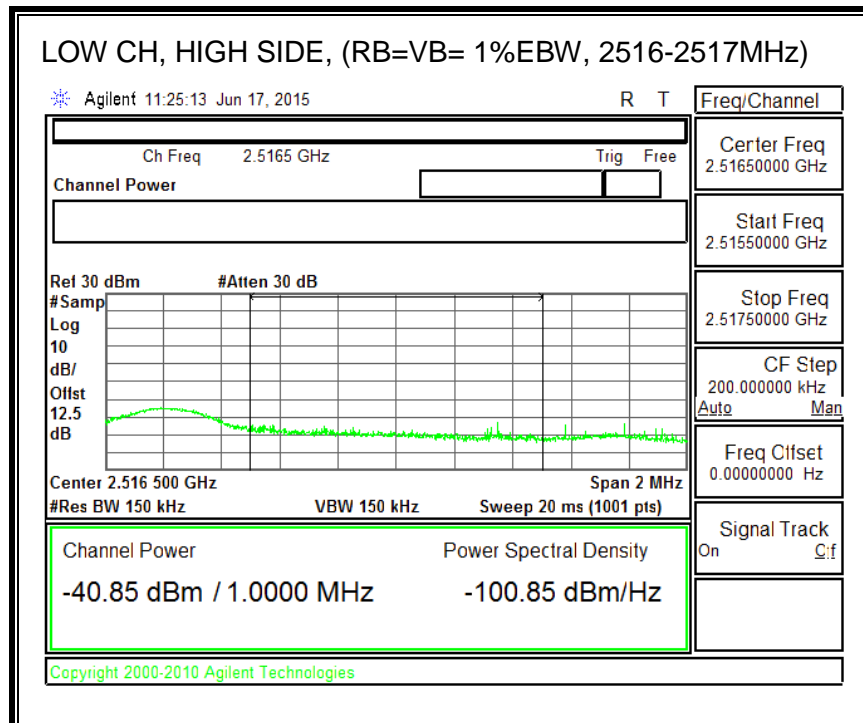 LOW CH, HIGH SIDE, (RB=VB= 1%EBW, 2516-2517MHz)
Agilent 11:25:13 Jun 17, 2015 R T
Freq/Channel
Ch Freq 2.5165 GHz Trig Free
Channel Power
Center Freq
2.51650000 GHz
Start Freq
2.51550000 GHz
Stop Freq
2.51750000 GHz
CF Step
200.000000 kHz
Auto Man
Freq Offset
0.00000000 Hz
Signal Track
On Off
Ref 30 dBm #Atten 30 dB
#Samp
Log
10
dB/
Offst
12.5
dB
Center 2.516 500 GHz Span 2 MHz
#Res BW 150 kHz VBW 150 kHz Sweep 20 ms (1001 pts)
Channel Power Power Spectral Density
-40.85 dBm / 1.0000 MHz -100.85 dBm/Hz
Copyright 2000-2010 Agilent Technologies